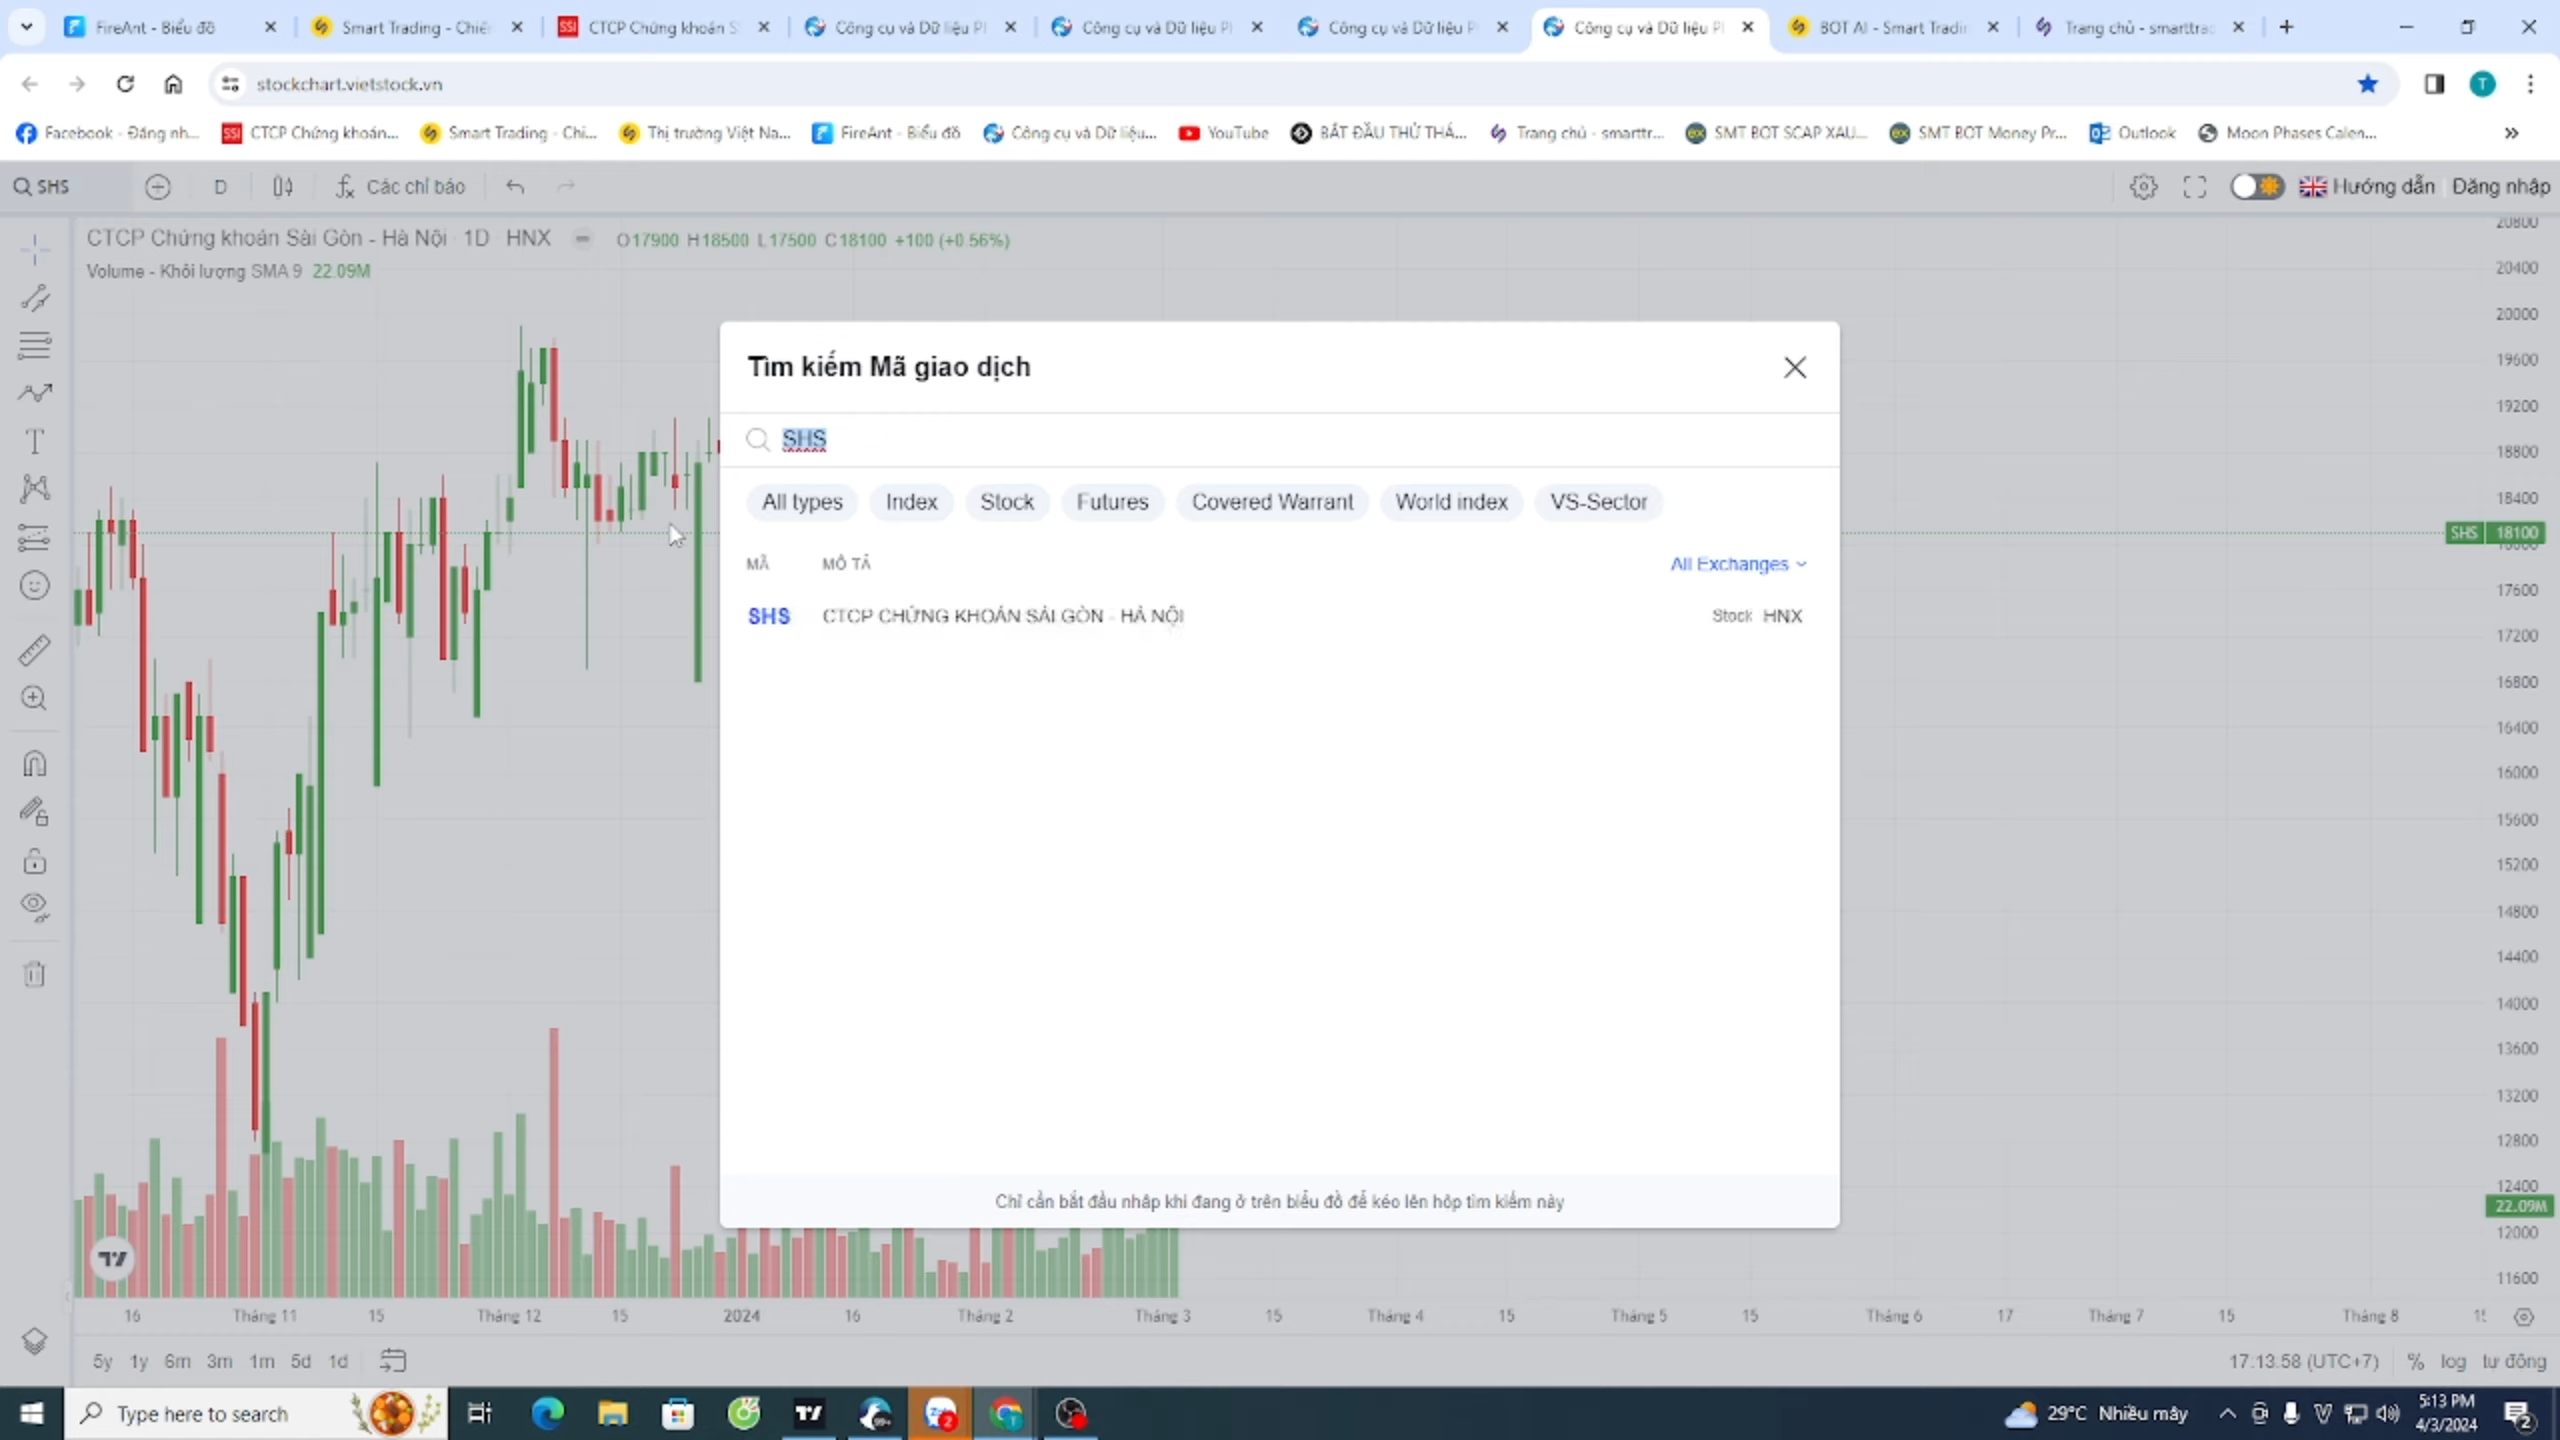 FireAnt - Biểu đồ
Smart Trading - Chiế
CTCP Chứng khoán S
Công cụ và Dữ liệu P
Công cụ và Dữ liệu P
Công cụ và Dữ liệu P
Công cụ và Dữ liệu P
BOT AI - Smart Tradin
Trang chủ - smarttrac
stockchart.vietstock.vn
T
Facebook - Đăng nh...
SSI CTCP Chứng khoán...
Smart Trading - Chi...
Thị trường Việt Na...
FireAnt - Biểu đồ
Công cụ và Dữ liệu...
YouTube
BẮT ĐẦU THỬ THÁ...
Trang chủ - smarttr...
SMT BOT SCAP XAU...
SMT BOT Money Pr...
Outlook
Moon Phases Calen...
SHS
D
Các chỉ báo
Hướng dẫn
Đăng nhập
CTCP Chứng khoán Sài Gòn - Hà Nội · 1D · HNX
O17900 H18500 L17500 C18100 +100 (+0.56%)
Volume - Khối lượng SMA 9 22.09M
Tìm kiếm Mã giao dịch
SHS
All types
Index
Stock
Futures
Covered Warrant
World index
VS-Sector
MÃ
MÔ TẢ
All Exchanges
SHS
CTCP CHỨNG KHOÁN SÀI GÒN - HÀ NỘI
Stock HNX
Chỉ cần bắt đầu nhập khi đang ở trên biểu đồ để kéo lên hộp tìm kiếm này
20800
20400
20000
19600
19200
18800
18400
SHS 18100
18000
17600
17200
16800
16400
16000
15600
15200
14800
14400
14000
13600
13200
12800
12400
22.09M
12000
11600
16
Tháng 11
15
Tháng 12
15
2024
16
Tháng 2
Tháng 3
15
Tháng 4
15
Tháng 5
15
Tháng 6
17
Tháng 7
15
Tháng 8
5y 1y 6m 3m 1m 5d 1d
17:13:58 (UTC+7)
% log tự động
Type here to search
29°C Nhiều mây
5:13 PM
4/3/2024